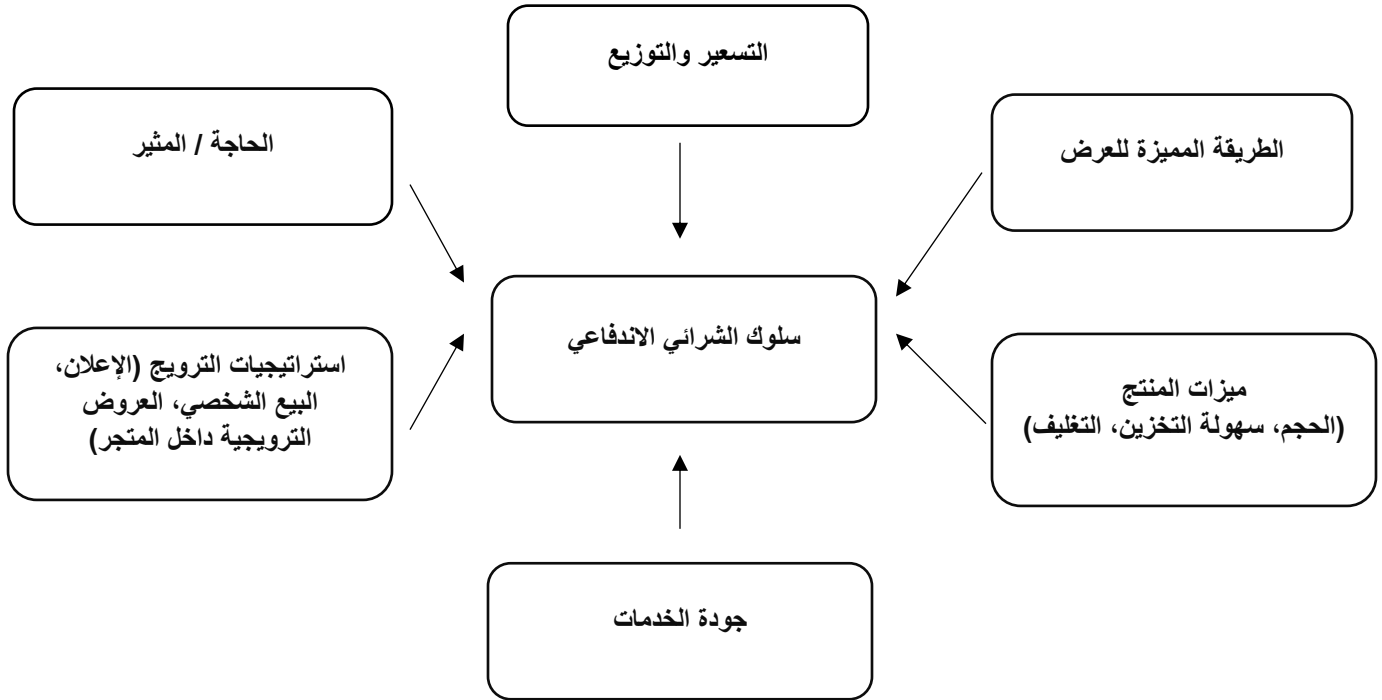 التسعير والتوزيع
الحاجة / المثير
الطريقة المميزة للعرض
سلوك الشرائي الاندفاعي
استراتيجيات الترويج (الإعلان،
البيع الشخصي، العروض
الترويجية داخل المتجر)
ميزات المنتج
(الحجم، سهولة التخزين، التغليف)
جودة الخدمات